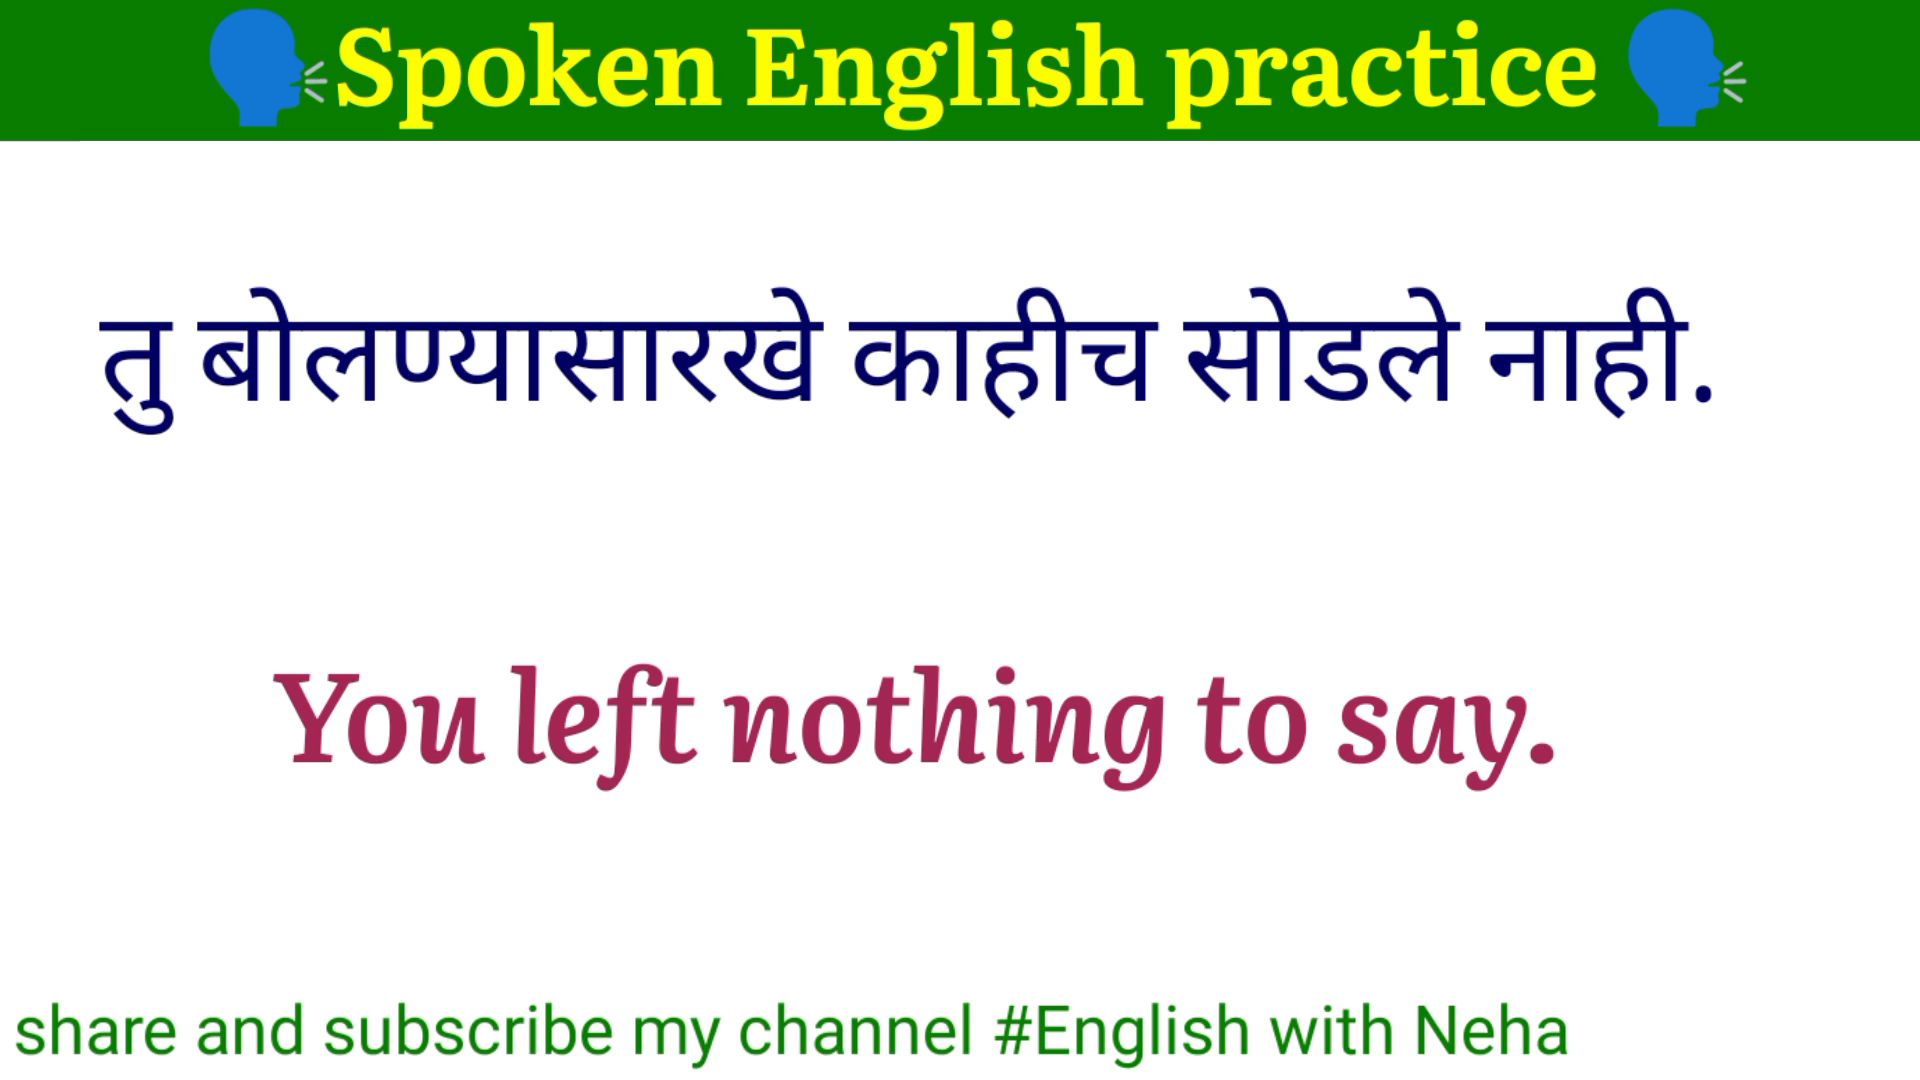 Spoken English practice
तु बोलण्यासारखे काहीच सोडले नाही.
You left nothing to say.
share and subscribe my channel #English with Neha